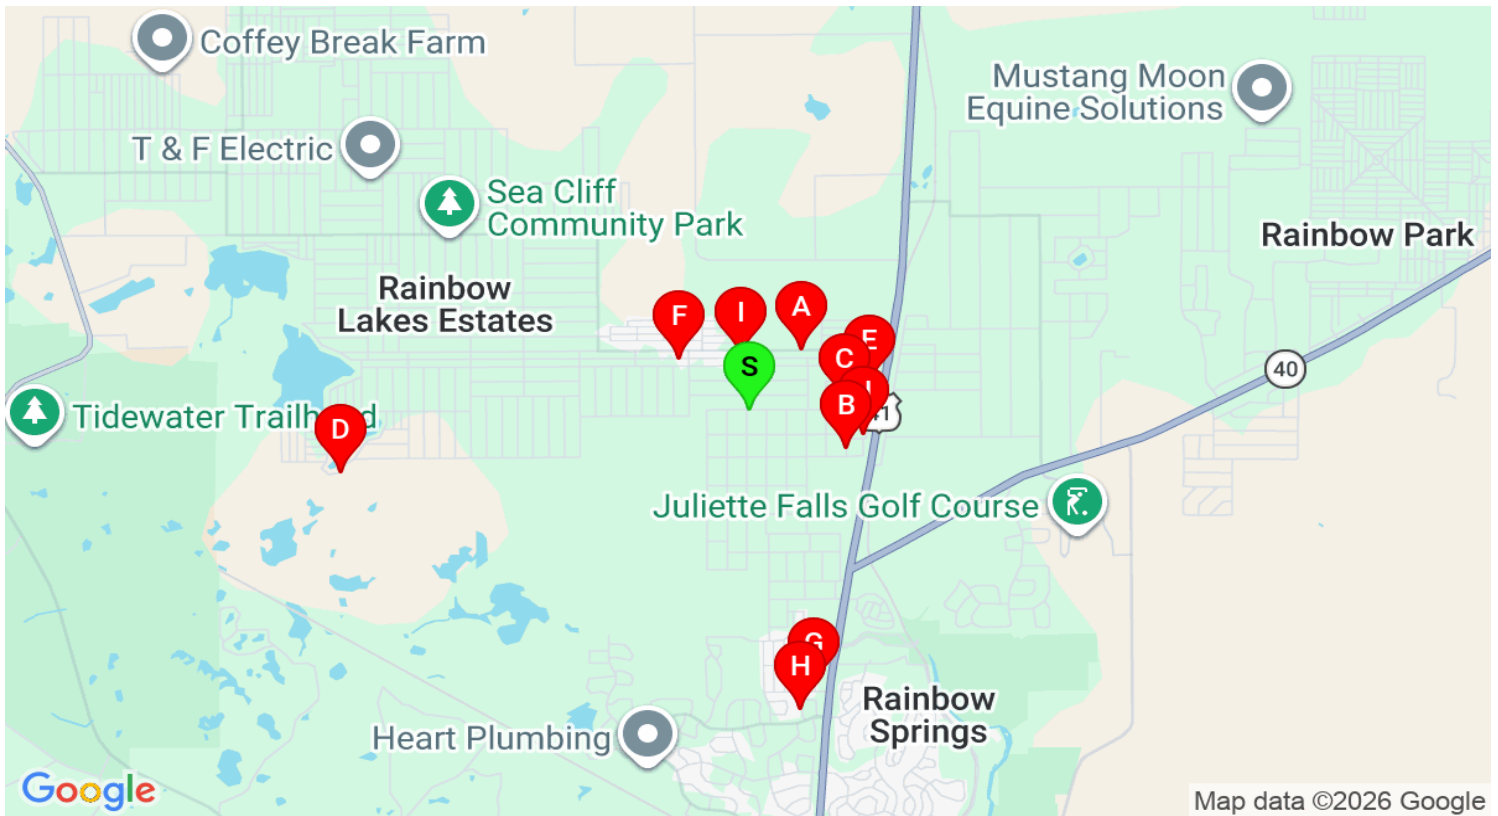 Coffey Break Farm
Mustang Moon
Equine Solutions
T & F Electric
Sea Cliff
Community Park
Rainbow Park
Rainbow
Lakes Estates
F
I
A
E
C
S
40
J
B
41
Tidewater Trailhead
D
Juliette Falls Golf Course
G
H
Rainbow
Springs
Heart Plumbing
Google
Map data ©2026 Google